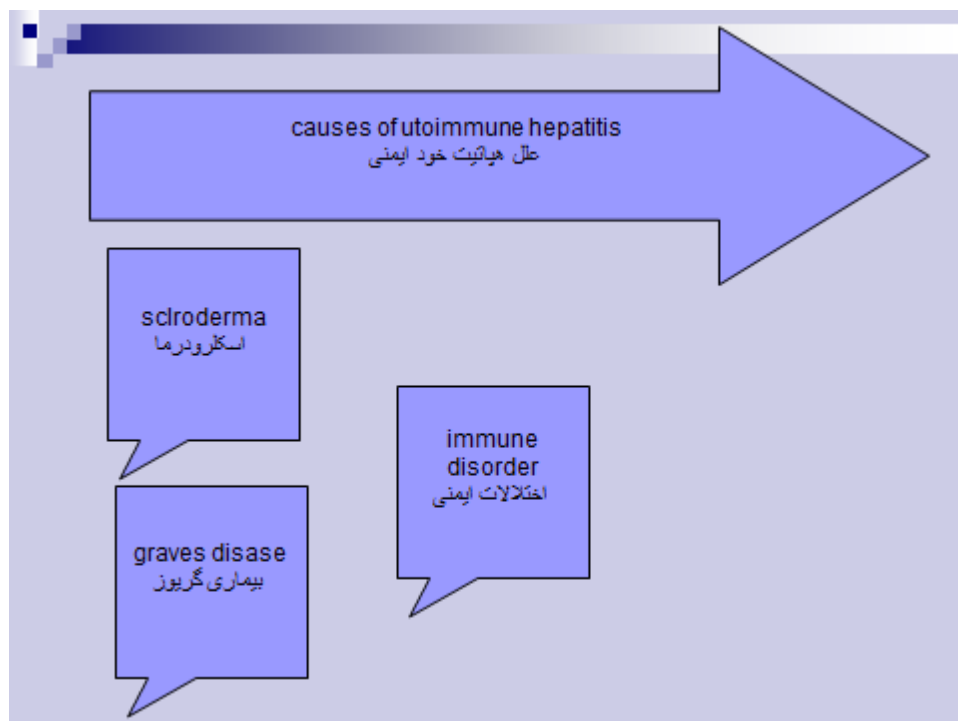 causes of utoimmune hepatitis
علل هپاتیت خود ایمنی
sclroderma
اسکلرودرما
immune
disorder
اختلالات ایمنی
graves disase
بیماری گریوز